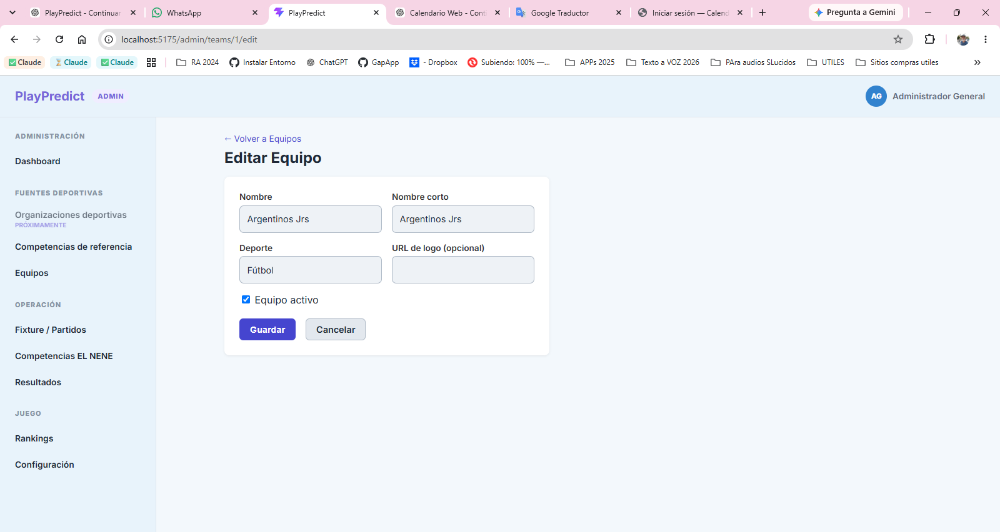 PlayPredict - Continuar
WhatsApp
PlayPredict
Calendario Web - Conti
Google Traductor
Iniciar sesión — Calend
Pregunta a Gemini
localhost:5175/admin/teams/1/edit
Claude
Claude
Claude
RA 2024
Instalar Entorno
ChatGPT
GapApp
- Dropbox
Subiendo: 100% —...
APPs 2025
Texto a VOZ 2026
PAra audios SLucidos
UTILES
Sitios compras utiles
PlayPredict ADMIN
AG Administrador General
ADMINISTRACIÓN
Dashboard
FUENTES DEPORTIVAS
Organizaciones deportivas
PRÓXIMAMENTE
Competencias de referencia
Equipos
OPERACIÓN
Fixture / Partidos
Competencias EL NENE
Resultados
JUEGO
Rankings
Configuración
← Volver a Equipos
Editar Equipo
Nombre
Argentinos Jrs
Nombre corto
Argentinos Jrs
Deporte
Fútbol
URL de logo (opcional)
Equipo activo
Guardar
Cancelar